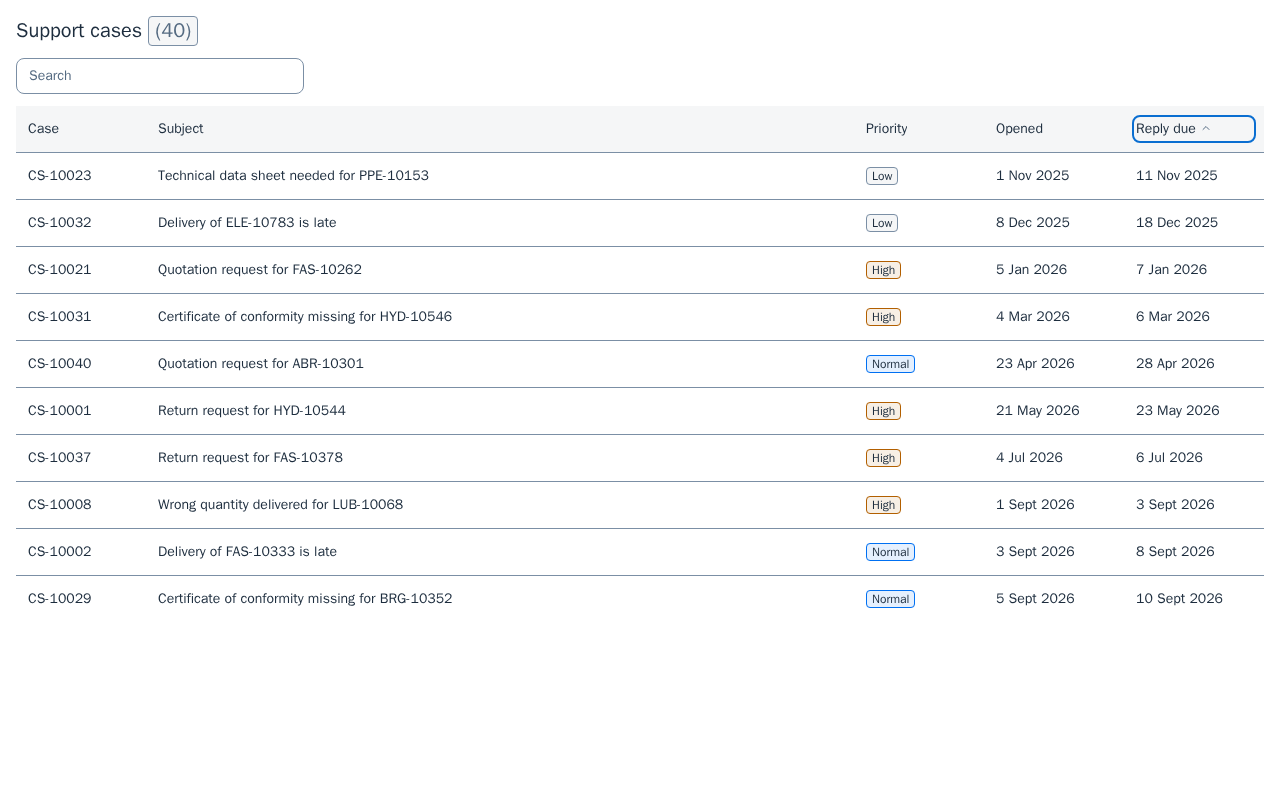 Support cases (40)
Search
Case Subject Priority Opened Reply due
CS-10023 Technical data sheet needed for PPE-10153 Low 1 Nov 2025 11 Nov 2025
CS-10032 Delivery of ELE-10783 is late Low 8 Dec 2025 18 Dec 2025
CS-10021 Quotation request for FAS-10262 High 5 Jan 2026 7 Jan 2026
CS-10031 Certificate of conformity missing for HYD-10546 High 4 Mar 2026 6 Mar 2026
CS-10040 Quotation request for ABR-10301 Normal 23 Apr 2026 28 Apr 2026
CS-10001 Return request for HYD-10544 High 21 May 2026 23 May 2026
CS-10037 Return request for FAS-10378 High 4 Jul 2026 6 Jul 2026
CS-10008 Wrong quantity delivered for LUB-10068 High 1 Sept 2026 3 Sept 2026
CS-10002 Delivery of FAS-10333 is late Normal 3 Sept 2026 8 Sept 2026
CS-10029 Certificate of conformity missing for BRG-10352 Normal 5 Sept 2026 10 Sept 2026